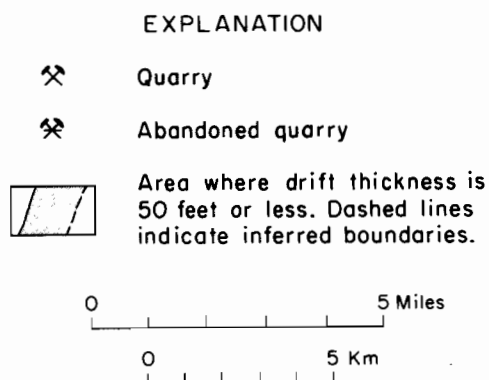 EXPLANATION
Quarry
Abandoned quarry
Area where drift thickness is
50 feet or less. Dashed lines
indicate inferred boundaries.
0 5 Miles
0 5 Km